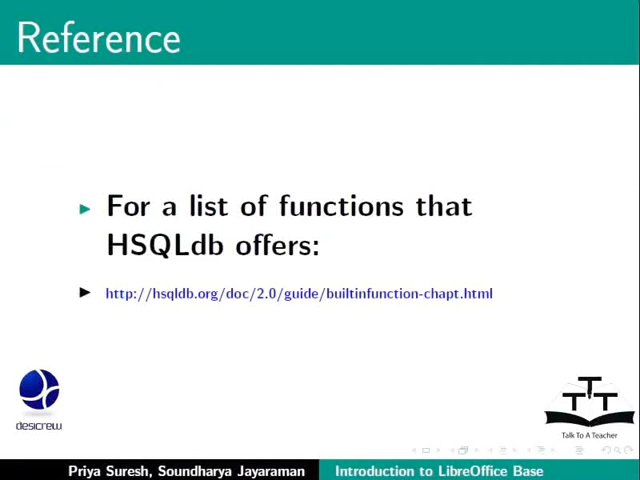 Reference
For a list of functions that
HSQLdb offers:
http://hsqldb.org/doc/2.0/guide/builtinfunction-chapt.html
desicrew
T T T
Talk To A Teacher
Priya Suresh, Soundharya Jayaraman Introduction to LibreOffice Base